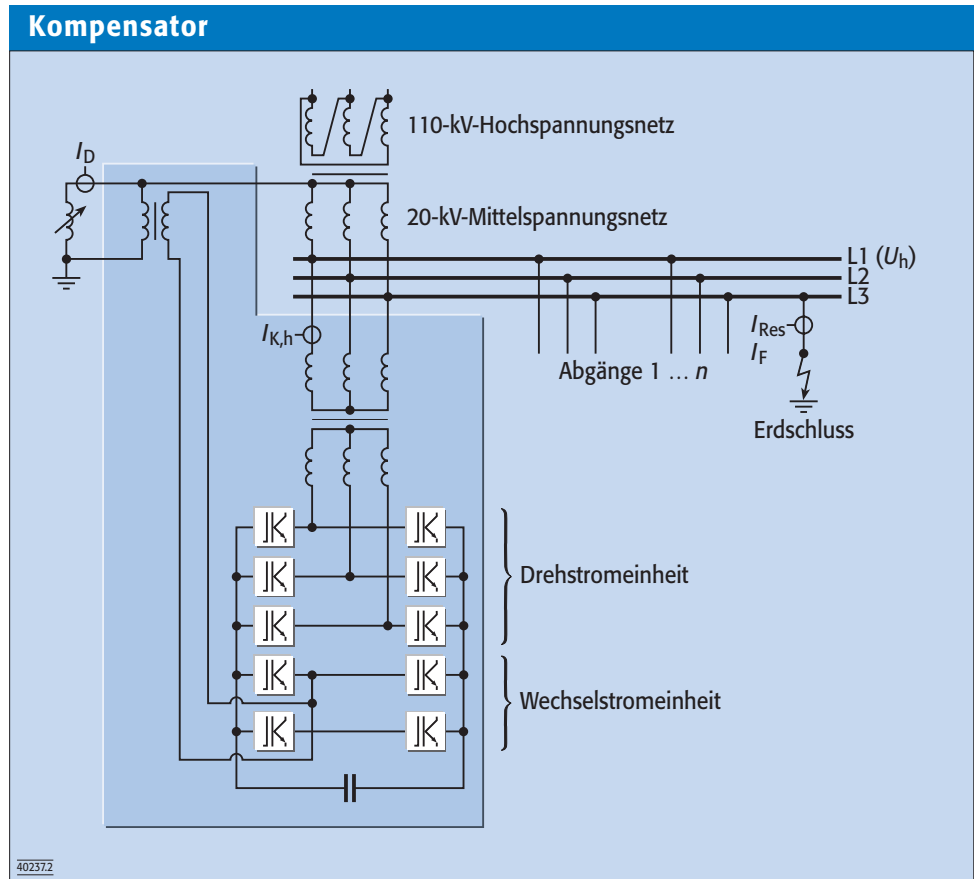 Kompensator
110-kV-Hochspannungsnetz
I_D
20-kV-Mittelspannungsnetz
L1 (U_h)
L2
L3
I_K,h
I_Res
I_F
Abgänge 1 … n
Erdschluss
Drehstromeinheit
Wechselstromeinheit
40237.2